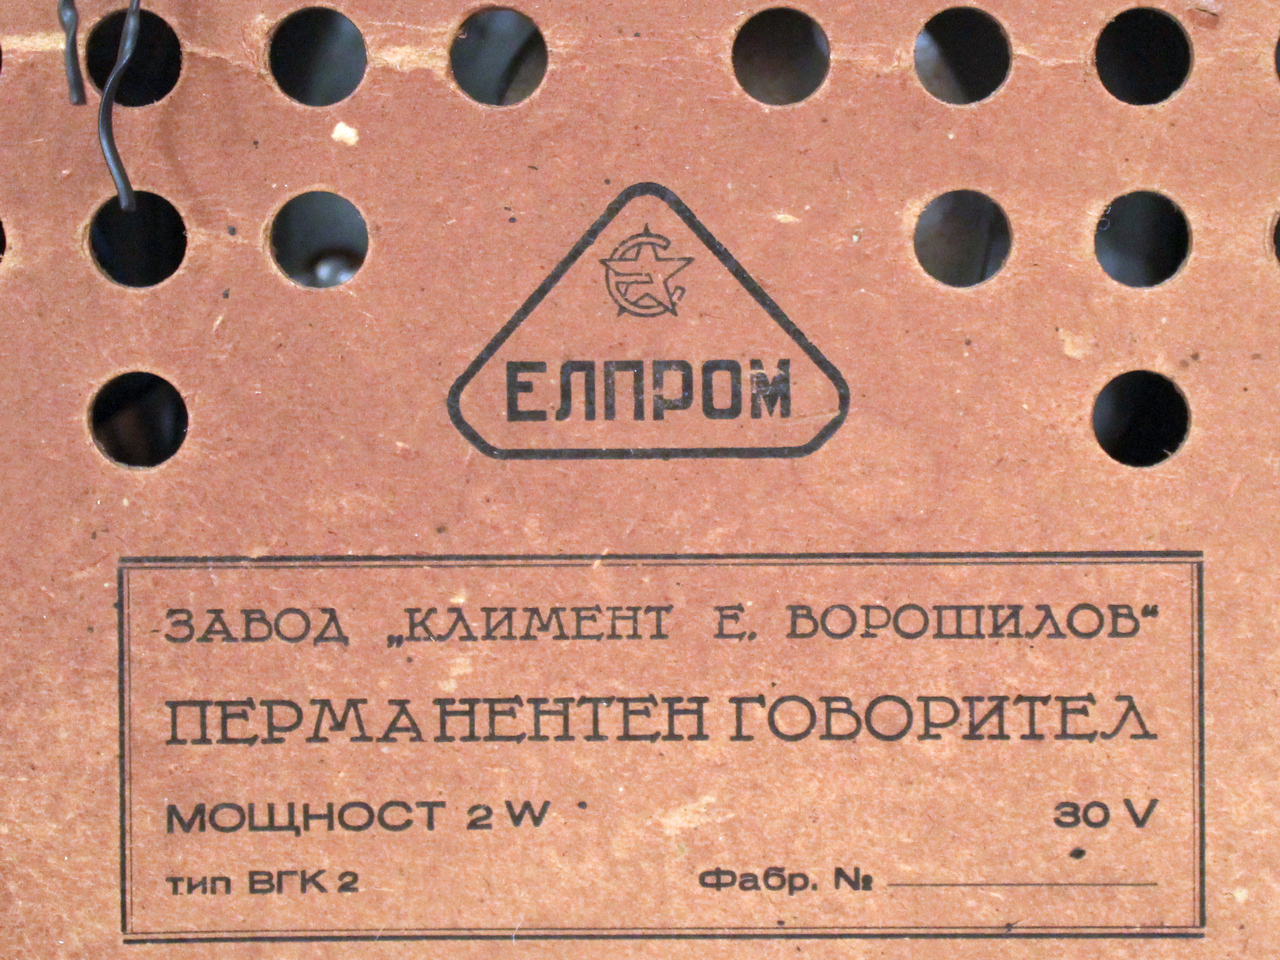 ЕЛПРОМ
ЗАВОД „КЛИМЕНТ Е. ВОРОШИЛОВ“
ПЕРМАНЕНТЕН ГОВОРИТЕЛ
МОЩНОСТ 2 W 30 V
тип ВГК 2 Фабр. №